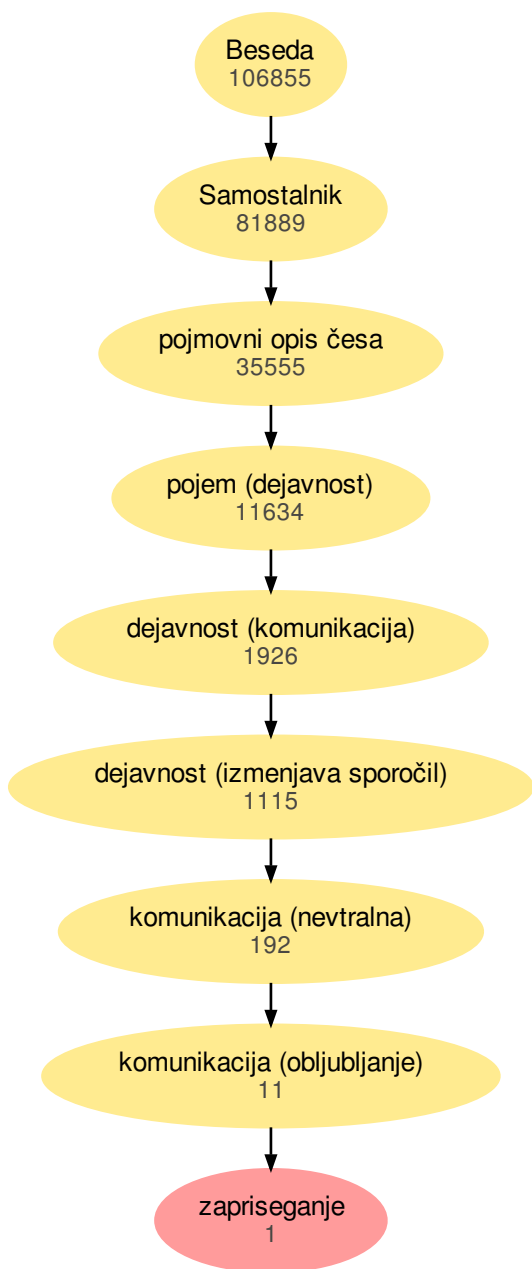 Beseda
106855
Samostalnik
81889
pojmovni opis česa
35555
pojem (dejavnost)
11634
dejavnost (komunikacija)
1926
dejavnost (izmenjava sporočil)
1115
komunikacija (nevtralna)
192
komunikacija (obljubljanje)
11
zapriseganje
1